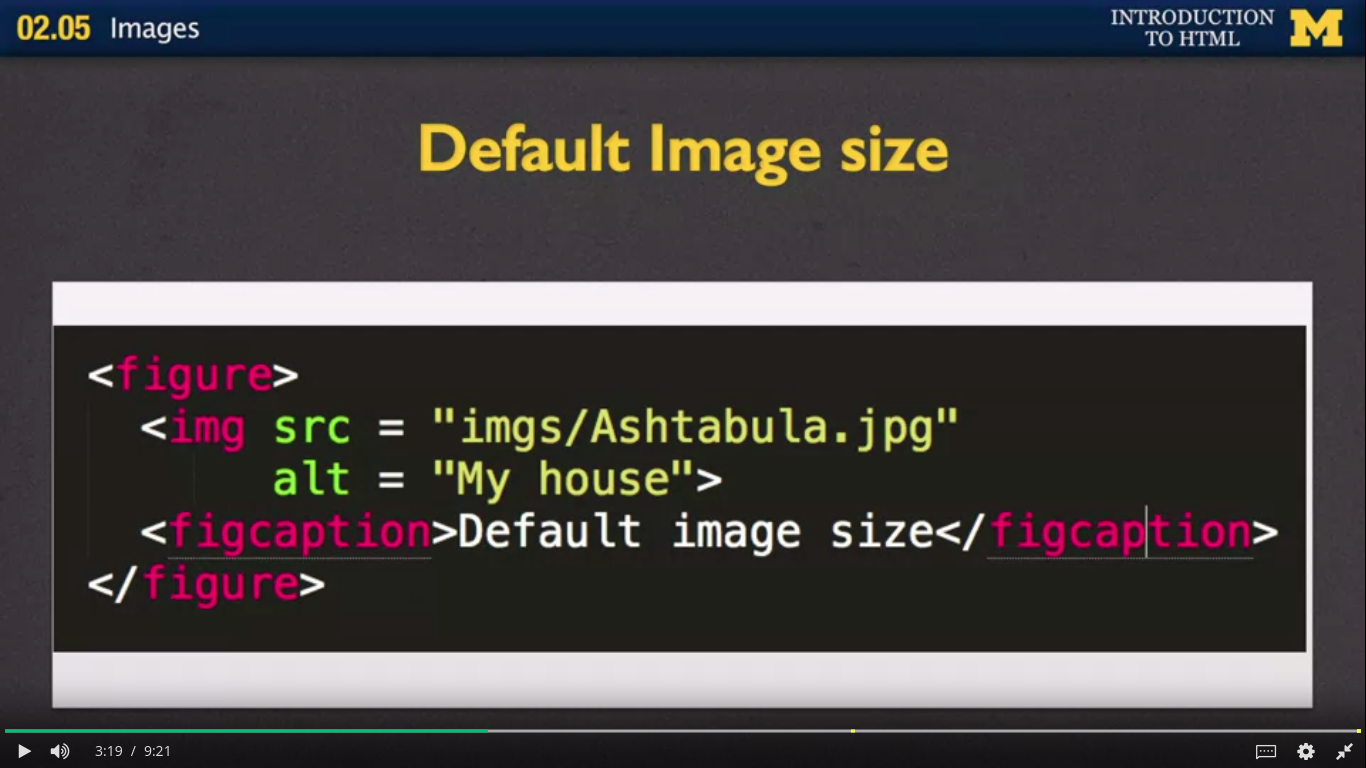 02.05 Images
INTRODUCTION
TO HTML
M
Default Image size
<figure>
<img src = "imgs/Ashtabula.jpg"
alt = "My house">
<figcaption>Default image size</figcaption>
</figure>
3:19 / 9:21